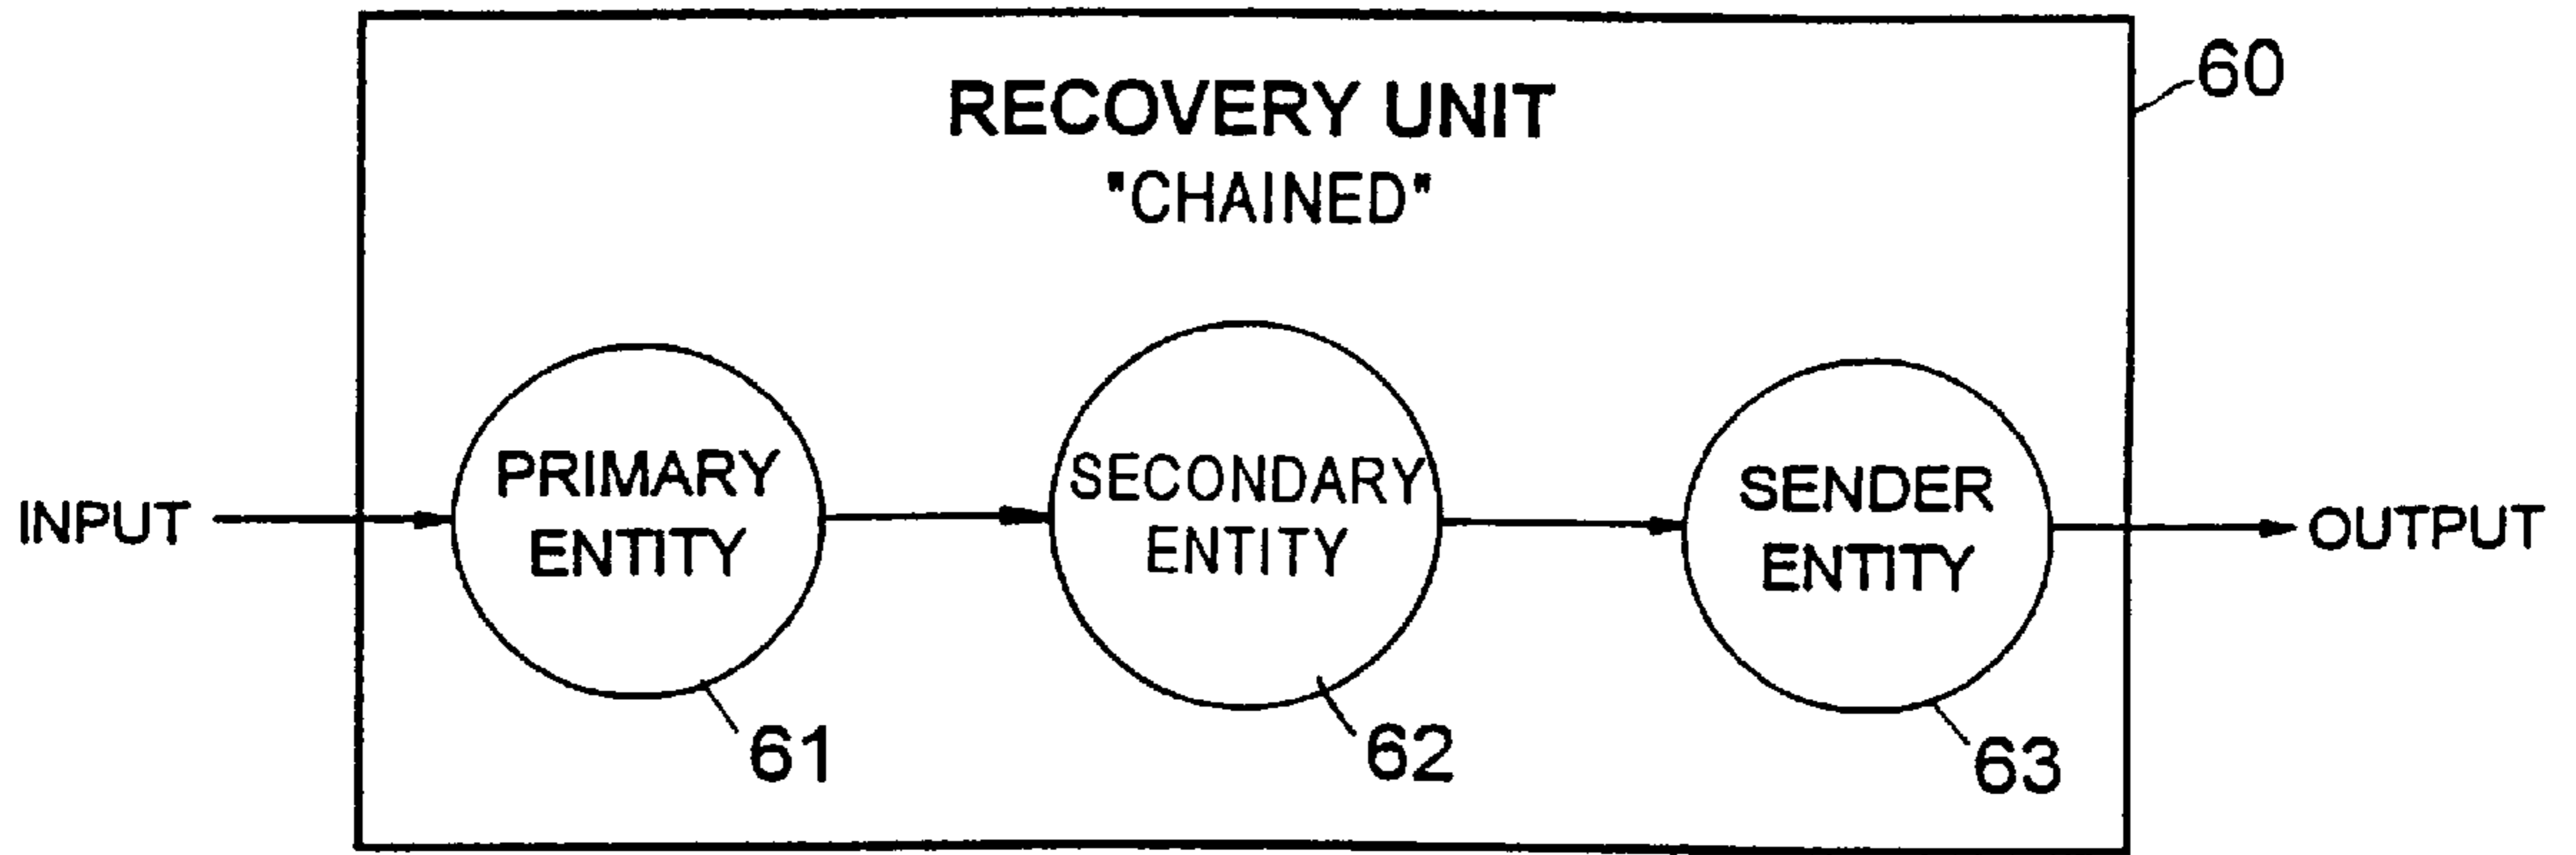 RECOVERY UNIT
"CHAINED"
60
INPUT
PRIMARY
ENTITY
61
SECONDARY
ENTITY
62
SENDER
ENTITY
63
OUTPUT